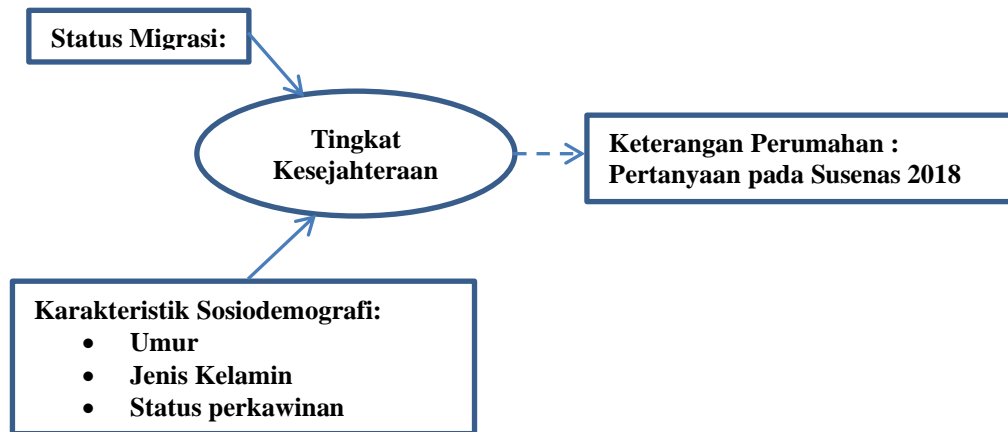 Status Migrasi:
Tingkat
Kesejahteraan
Keterangan Perumahan :
Pertanyaan pada Susenas 2018
Karakteristik Sosiodemografi:
• Umur
• Jenis Kelamin
• Status perkawinan